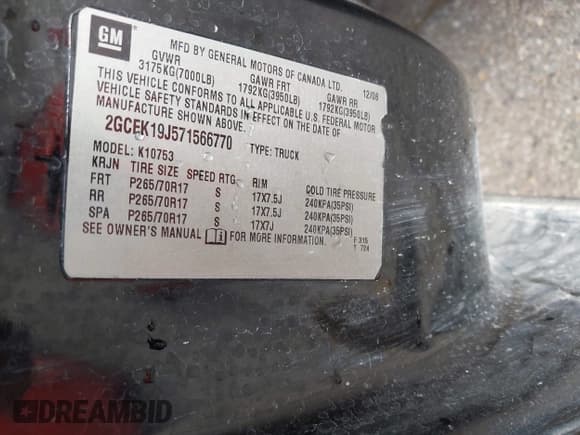 GM
MFD BY GENERAL MOTORS OF CANADA LTD.
12/06
GVWR
GAWR FRT
GAWR RR
3175KG(7000LB)
1792KG(3950LB)
1792KG(3950LB)
THIS VEHICLE CONFORMS TO ALL APPLICABLE U.S. FEDERAL MOTOR
VEHICLE SAFETY STANDARDS IN EFFECT ON THE DATE OF
MANUFACTURE SHOWN ABOVE.
2GCEK19J571566770
TYPE: TRUCK
MODEL: K10753
KRJN TIRE SIZE SPEED RTG RIM COLD TIRE PRESSURE
FRT P265/70R17 S 17X7.5J 240KPA(35PSI)
RR P265/70R17 S 17X7.5J 240KPA(35PSI)
SPA P265/70R17 S 17X7J 240KPA(35PSI)
SEE OWNER'S MANUAL FOR MORE INFORMATION.
F 315
T 724
DREAMBID